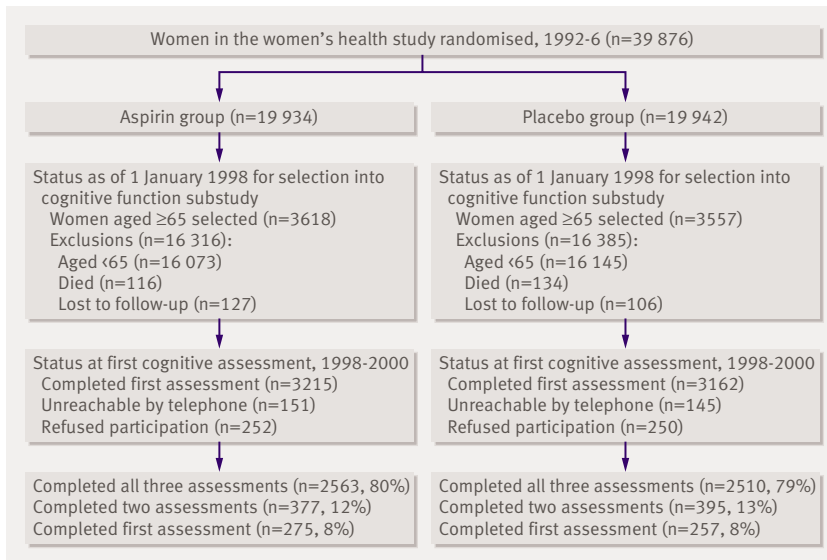 Women in the women's health study randomised, 1992-6 (n=39 876)
Aspirin group (n=19 934)
Placebo group (n=19 942)
Status as of 1 January 1998 for selection into
cognitive function substudy
Women aged ≥65 selected (n=3618)
Exclusions (n=16 316):
Aged <65 (n=16 073)
Died (n=116)
Lost to follow-up (n=127)
Status as of 1 January 1998 for selection into
cognitive function substudy
Women aged ≥65 selected (n=3557)
Exclusions (n=16 385):
Aged <65 (n=16 145)
Died (n=134)
Lost to follow-up (n=106)
Status at first cognitive assessment, 1998-2000
Completed first assessment (n=3215)
Unreachable by telephone (n=151)
Refused participation (n=252)
Status at first cognitive assessment, 1998-2000
Completed first assessment (n=3162)
Unreachable by telephone (n=145)
Refused participation (n=250)
Completed all three assessments (n=2563, 80%)
Completed two assessments (n=377, 12%)
Completed first assessment (n=275, 8%)
Completed all three assessments (n=2510, 79%)
Completed two assessments (n=395, 13%)
Completed first assessment (n=257, 8%)